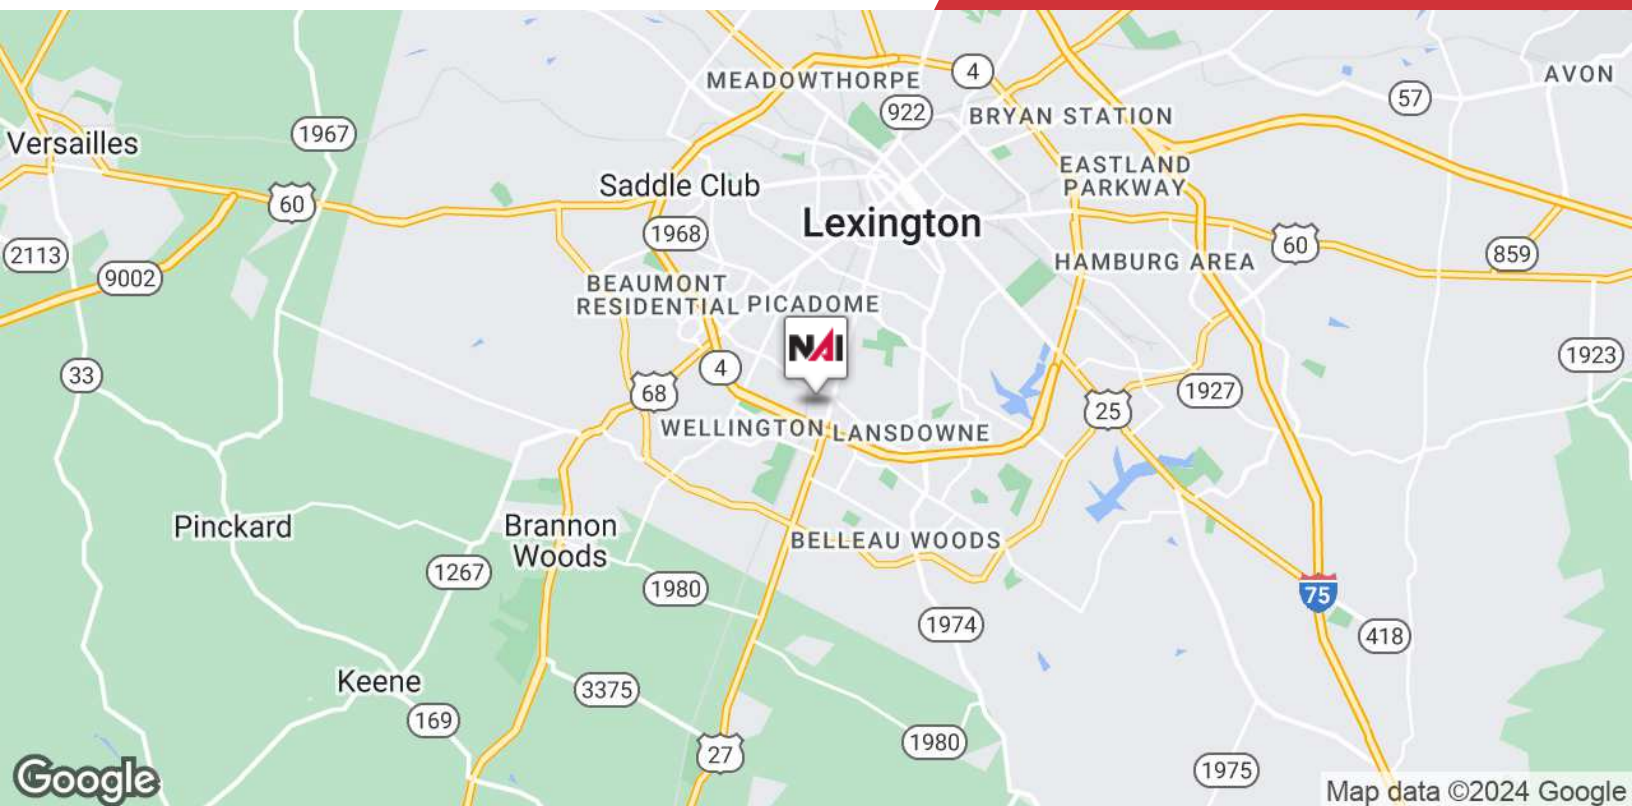 MEADOWTHORPE
4
57
AVON
922
BRYAN STATION
Versailles
1967
EASTLAND
PARKWAY
Saddle Club
60
Lexington
1968
2113
9002
60
859
HAMBURG AREA
BEAUMONT
RESIDENTIAL
PICADOME
NAI
1923
33
4
68
1927
25
WELLINGTON
LANSDOWNE
Pinckard
Brannon
Woods
BELLEAU WOODS
1267
1980
75
1974
418
Keene
3375
169
1980
27
1975
Google
Map data ©2024 Google